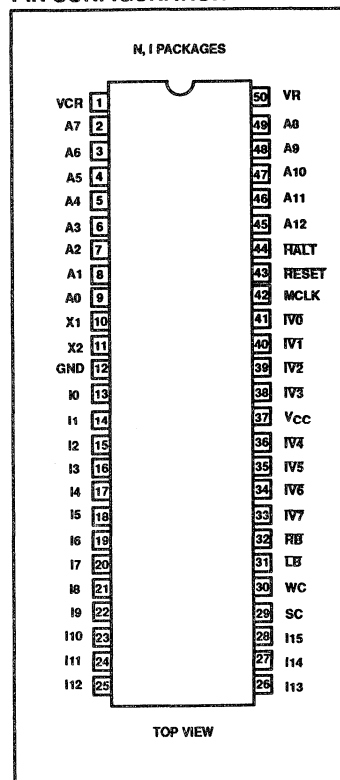 PIN CONFIGURATION
N, I PACKAGES
VCR 1 50 VR
A7 2 49 A8
A6 3 48 A9
A5 4 47 A10
A4 5 46 A11
A3 6 45 A12
A2 7 44 HALT
A1 8 43 RESET
A0 9 42 MCLK
X1 10 41 IV0
X2 11 40 IV1
GND 12 39 IV2
I0 13 38 IV3
I1 14 37 VCC
I2 15 36 IV4
I3 16 35 IV5
I4 17 34 IV6
I5 18 33 IV7
I6 19 32 RB
I7 20 31 LB
I8 21 30 WC
I9 22 29 SC
I10 23 28 I15
I11 24 27 I14
I12 25 26 I13
TOP VIEW